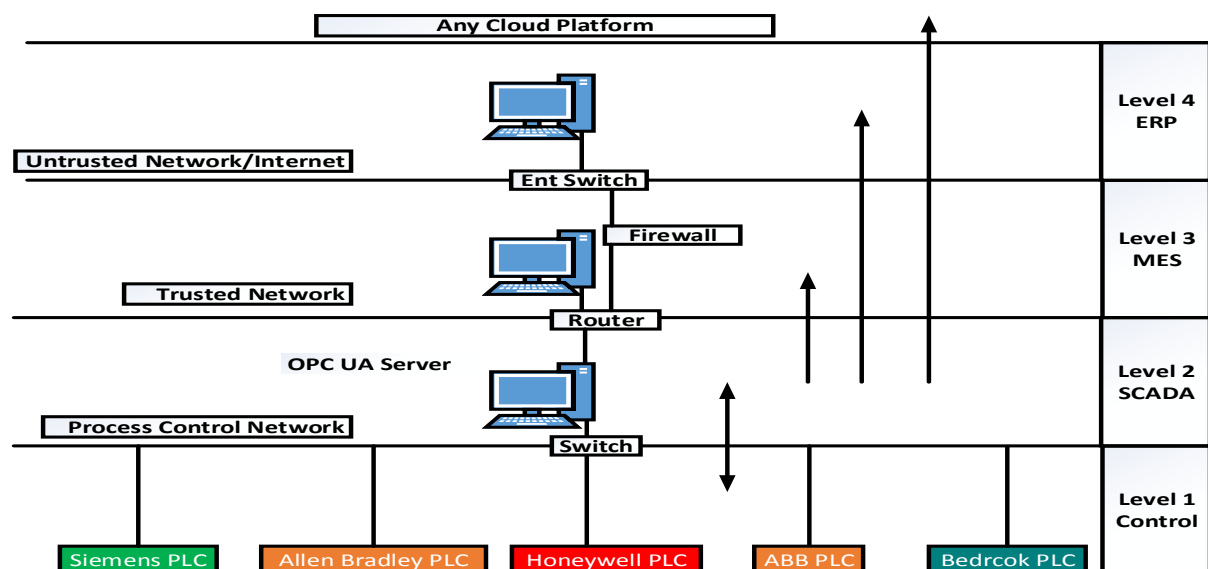 Any Cloud Platform
Level 4
ERP
Untrusted Network/Internet
Ent Switch
Firewall
Level 3
MES
Trusted Network
Router
OPC UA Server
Level 2
SCADA
Process Control Network
Switch
Level 1
Control
Siemens PLC
Allen Bradley PLC
Honeywell PLC
ABB PLC
Bedrcok PLC